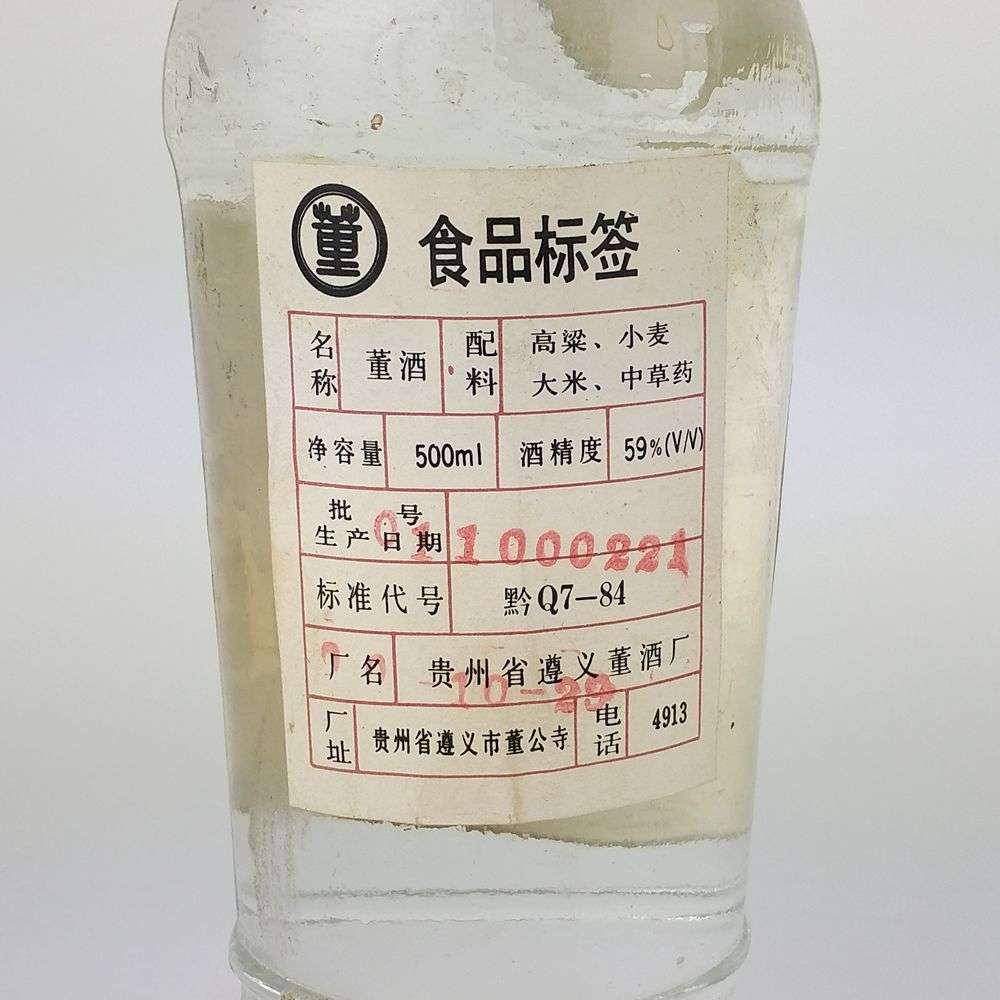 董 食品标签
名称 董酒 配料 高粱、小麦
大米、中草药
净容量 500ml 酒精度 59%(V/V)
批号
生产日期
011000221
标准代号 黔Q7-84
厂名 贵州省遵义董酒厂
10-29
厂址 贵州省遵义市董公寺 电话 4913